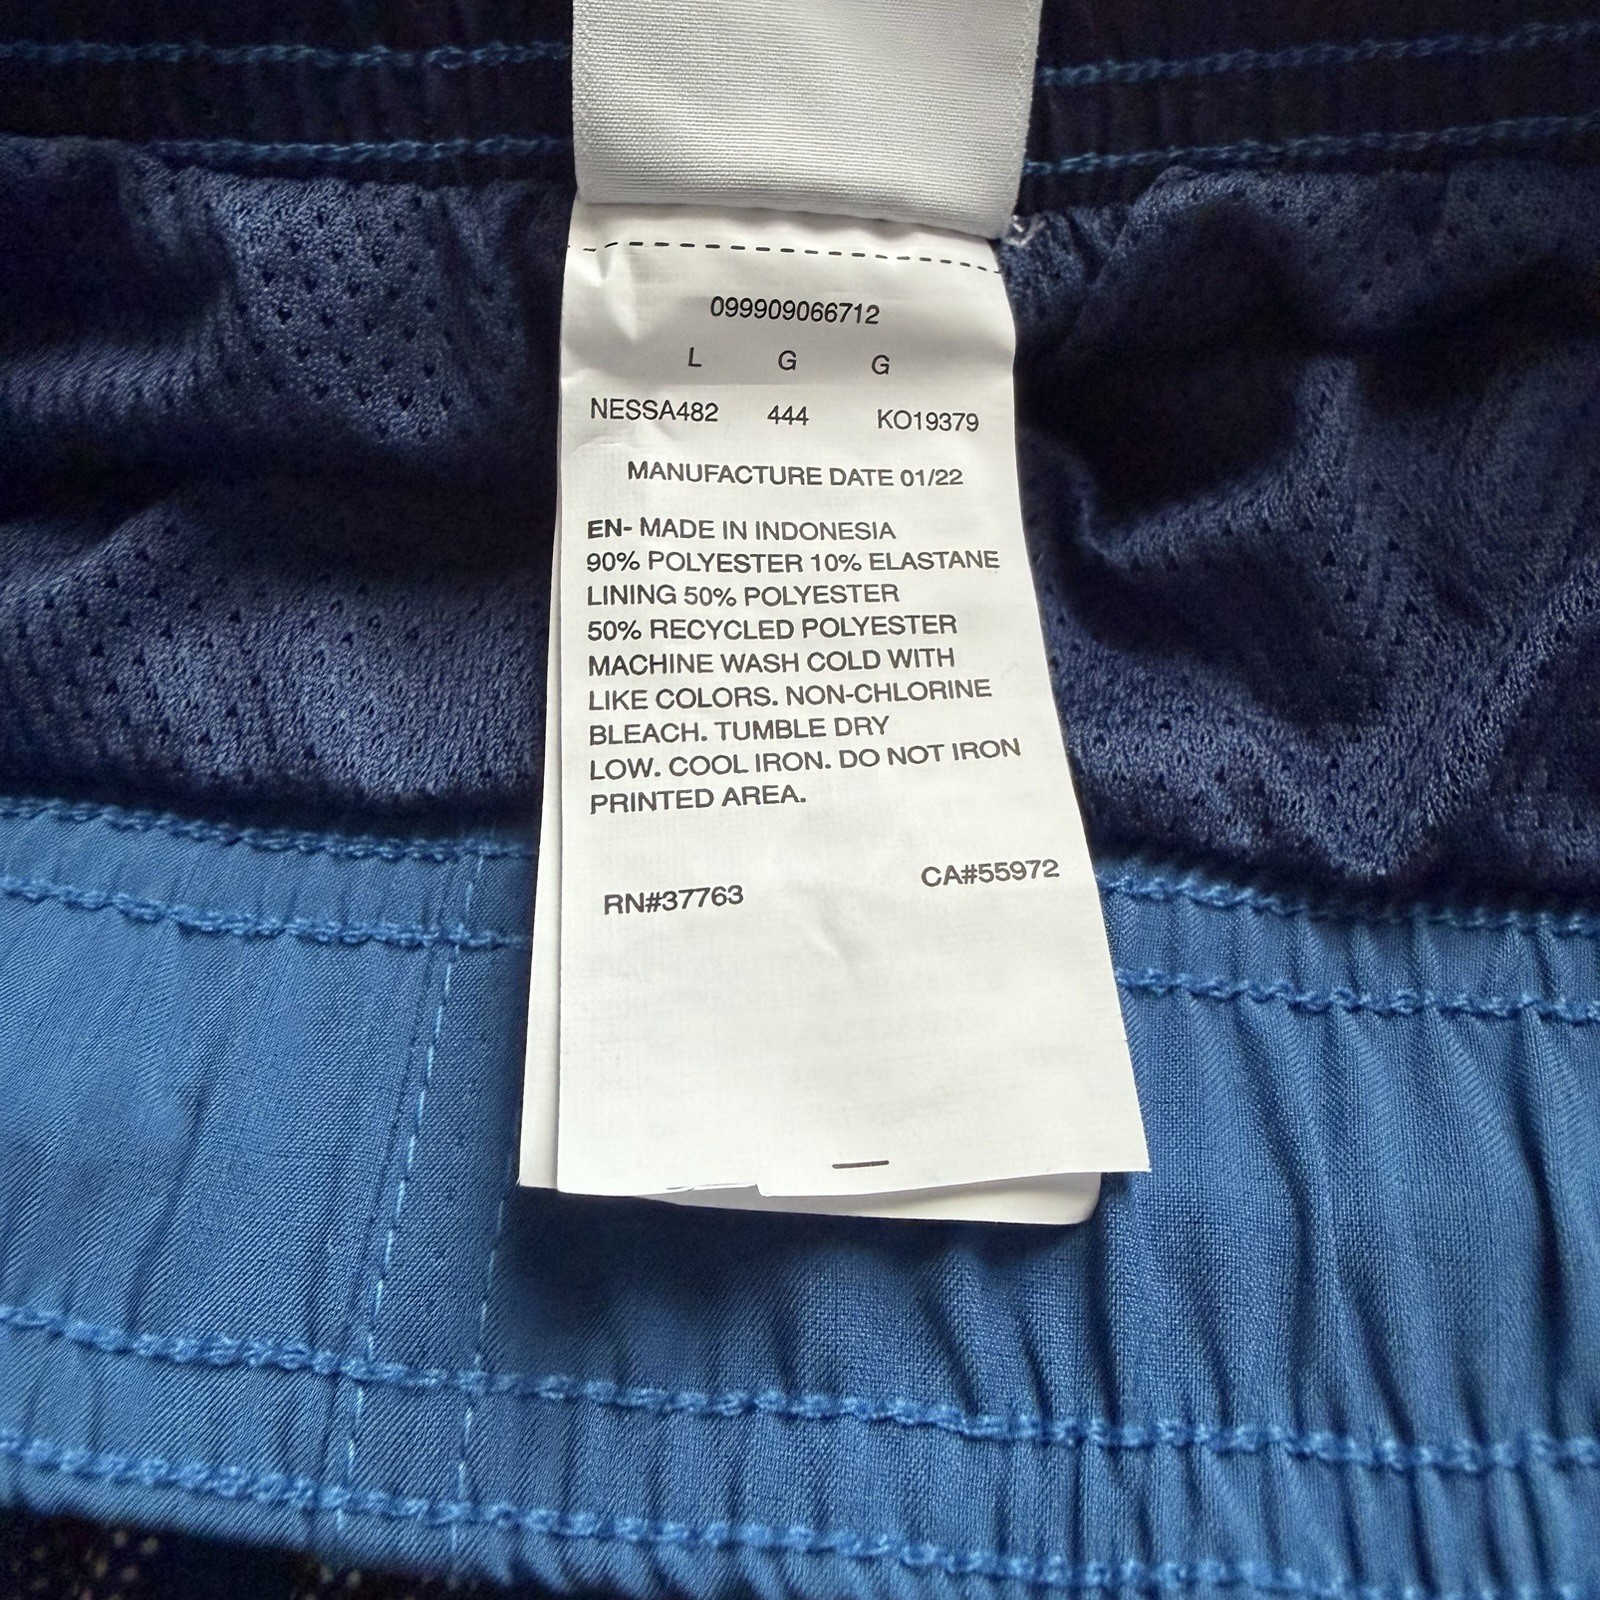 099909066712
L G G
NESSA482 444 KO19379
MANUFACTURE DATE 01/22
EN- MADE IN INDONESIA
90% POLYESTER 10% ELASTANE
LINING 50% POLYESTER
50% RECYCLED POLYESTER
MACHINE WASH COLD WITH
LIKE COLORS. NON-CHLORINE
BLEACH. TUMBLE DRY
LOW. COOL IRON. DO NOT IRON
PRINTED AREA.
RN#37763 CA#55972